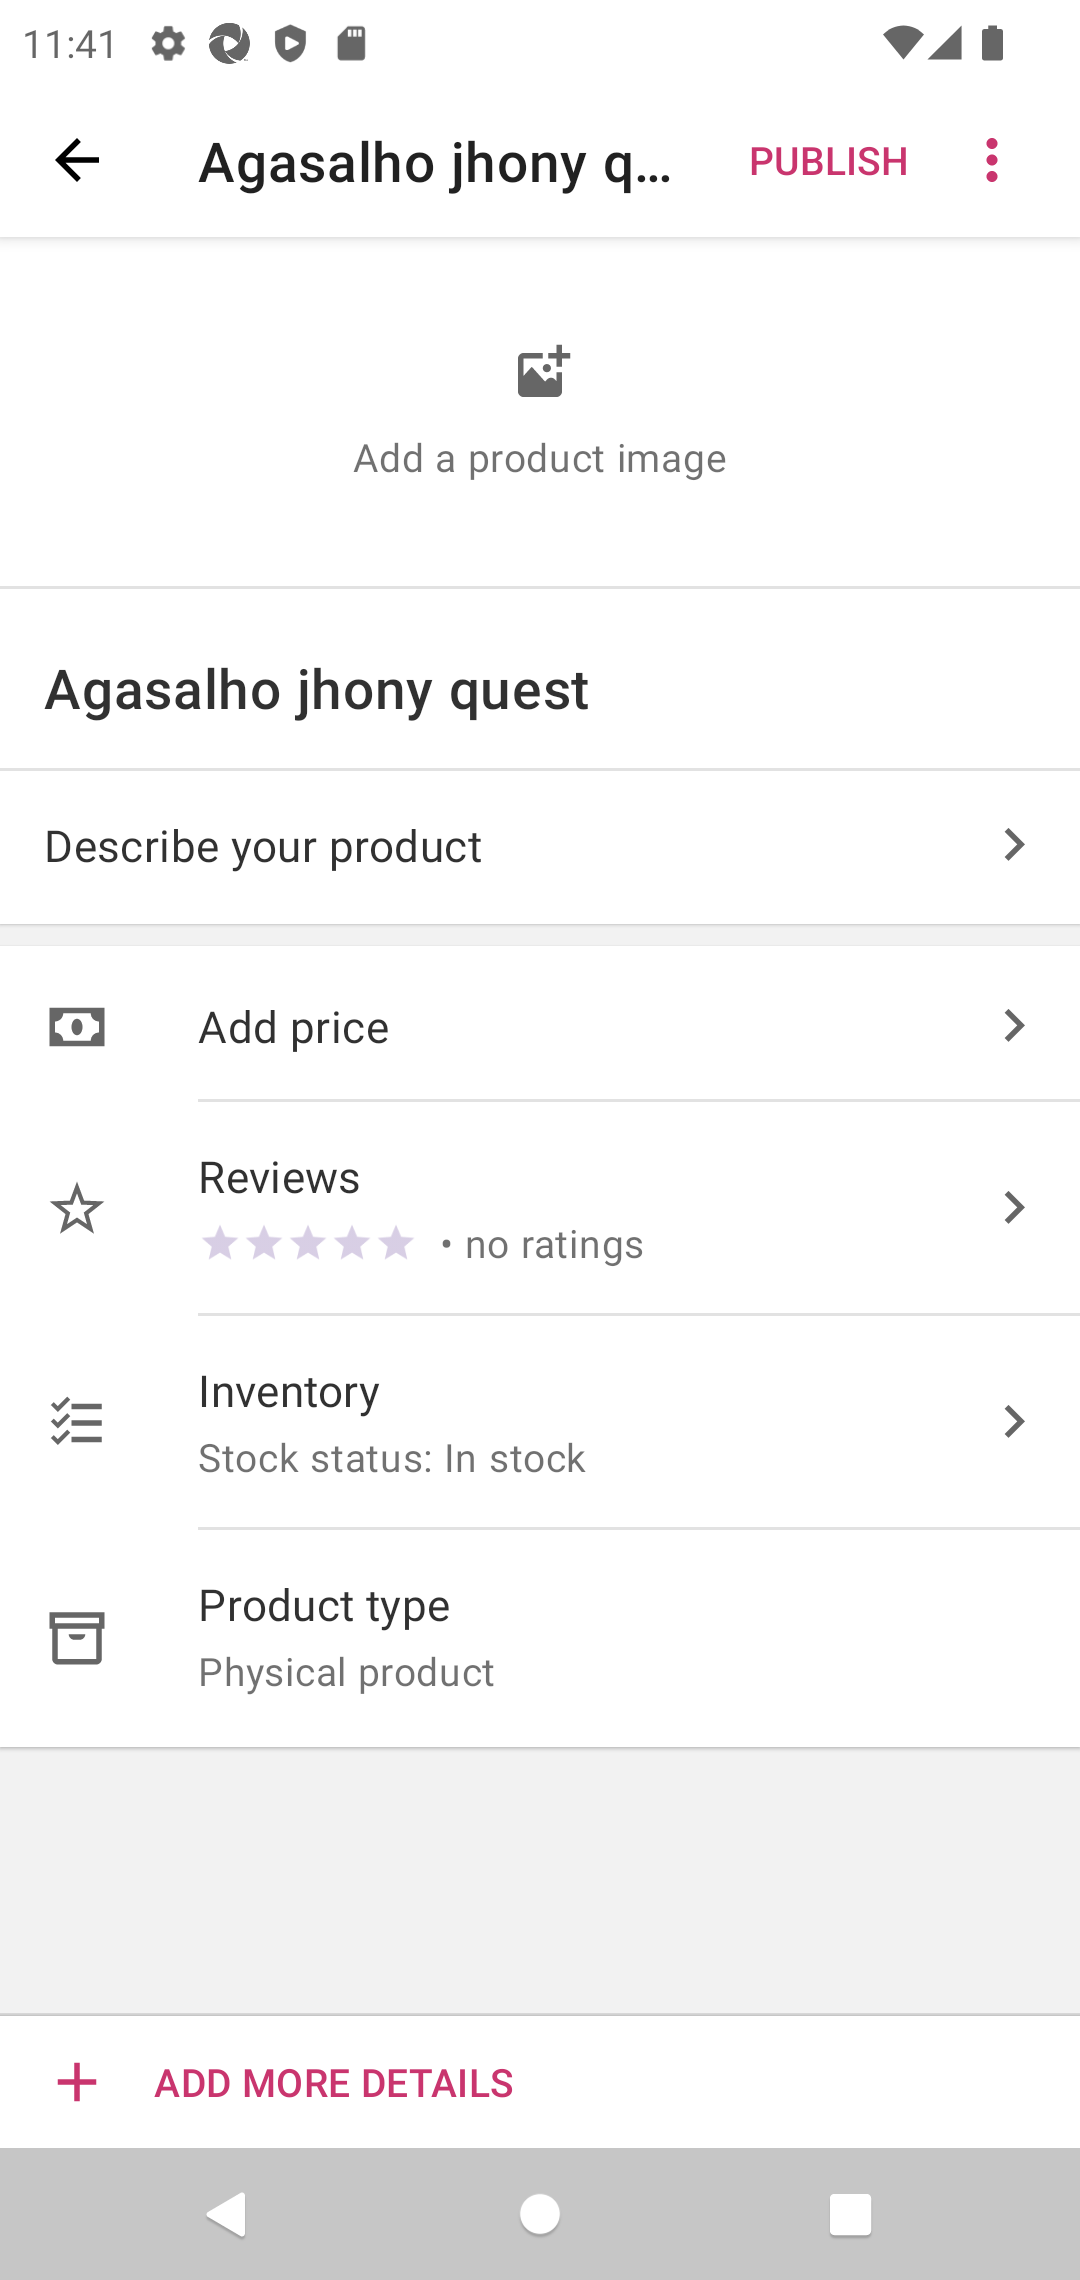 11:41
Agasalho jhony q...
PUBLISH
Add a product image
Agasalho jhony quest
Describe your product
Add price
Reviews
• no ratings
Inventory
Stock status: In stock
Product type
Physical product
ADD MORE DETAILS